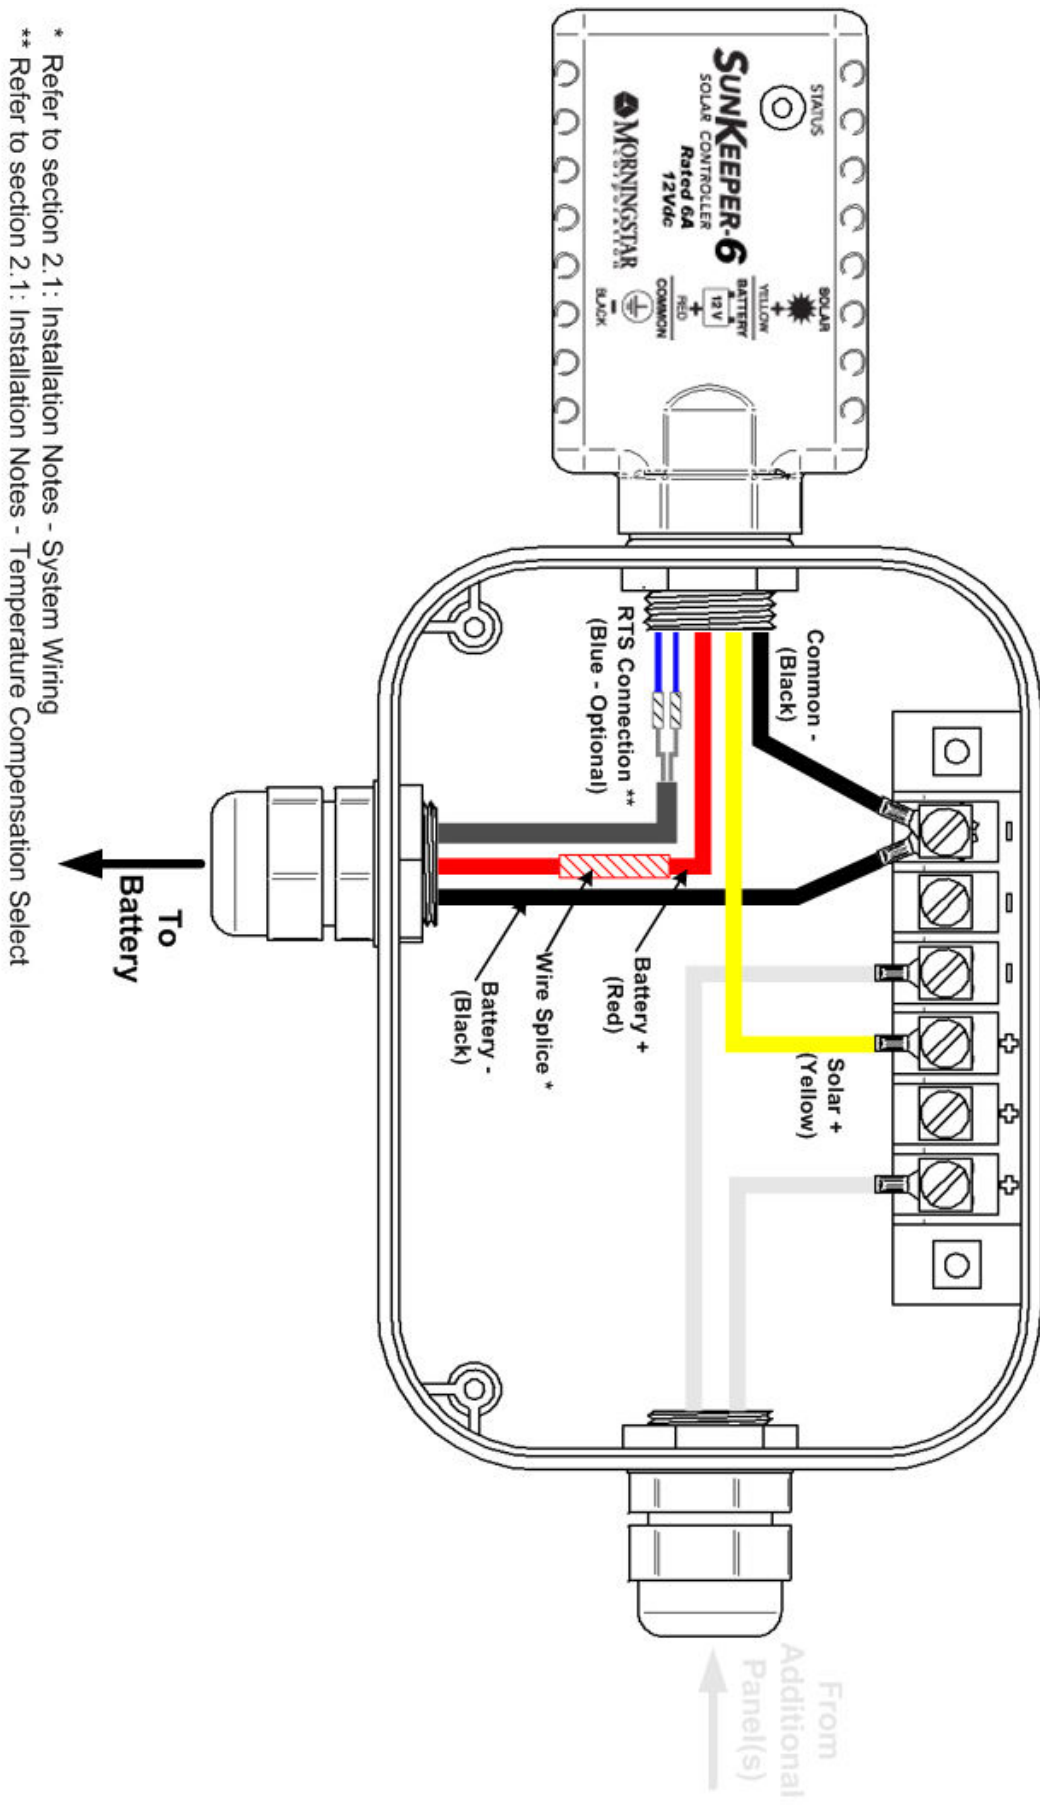 STATUS
SUNKEEPER-6
SOLAR CONTROLLER
Rated 6A
12Vdc
MORNINGSTAR
corporation
SOLAR
+
YELLOW
BATTERY
12 V
+
RED
COMMON
-
BLACK
Common -
(Black)
RTS Connection **
(Blue - Optional)
- - - + + +
Solar +
(Yellow)
Battery +
(Red)
Wire Splice *
Battery -
(Black)
To
Battery
From
Additional
Panel(s)
* Refer to section 2.1: Installation Notes - System Wiring
** Refer to section 2.1: Installation Notes - Temperature Compensation Select